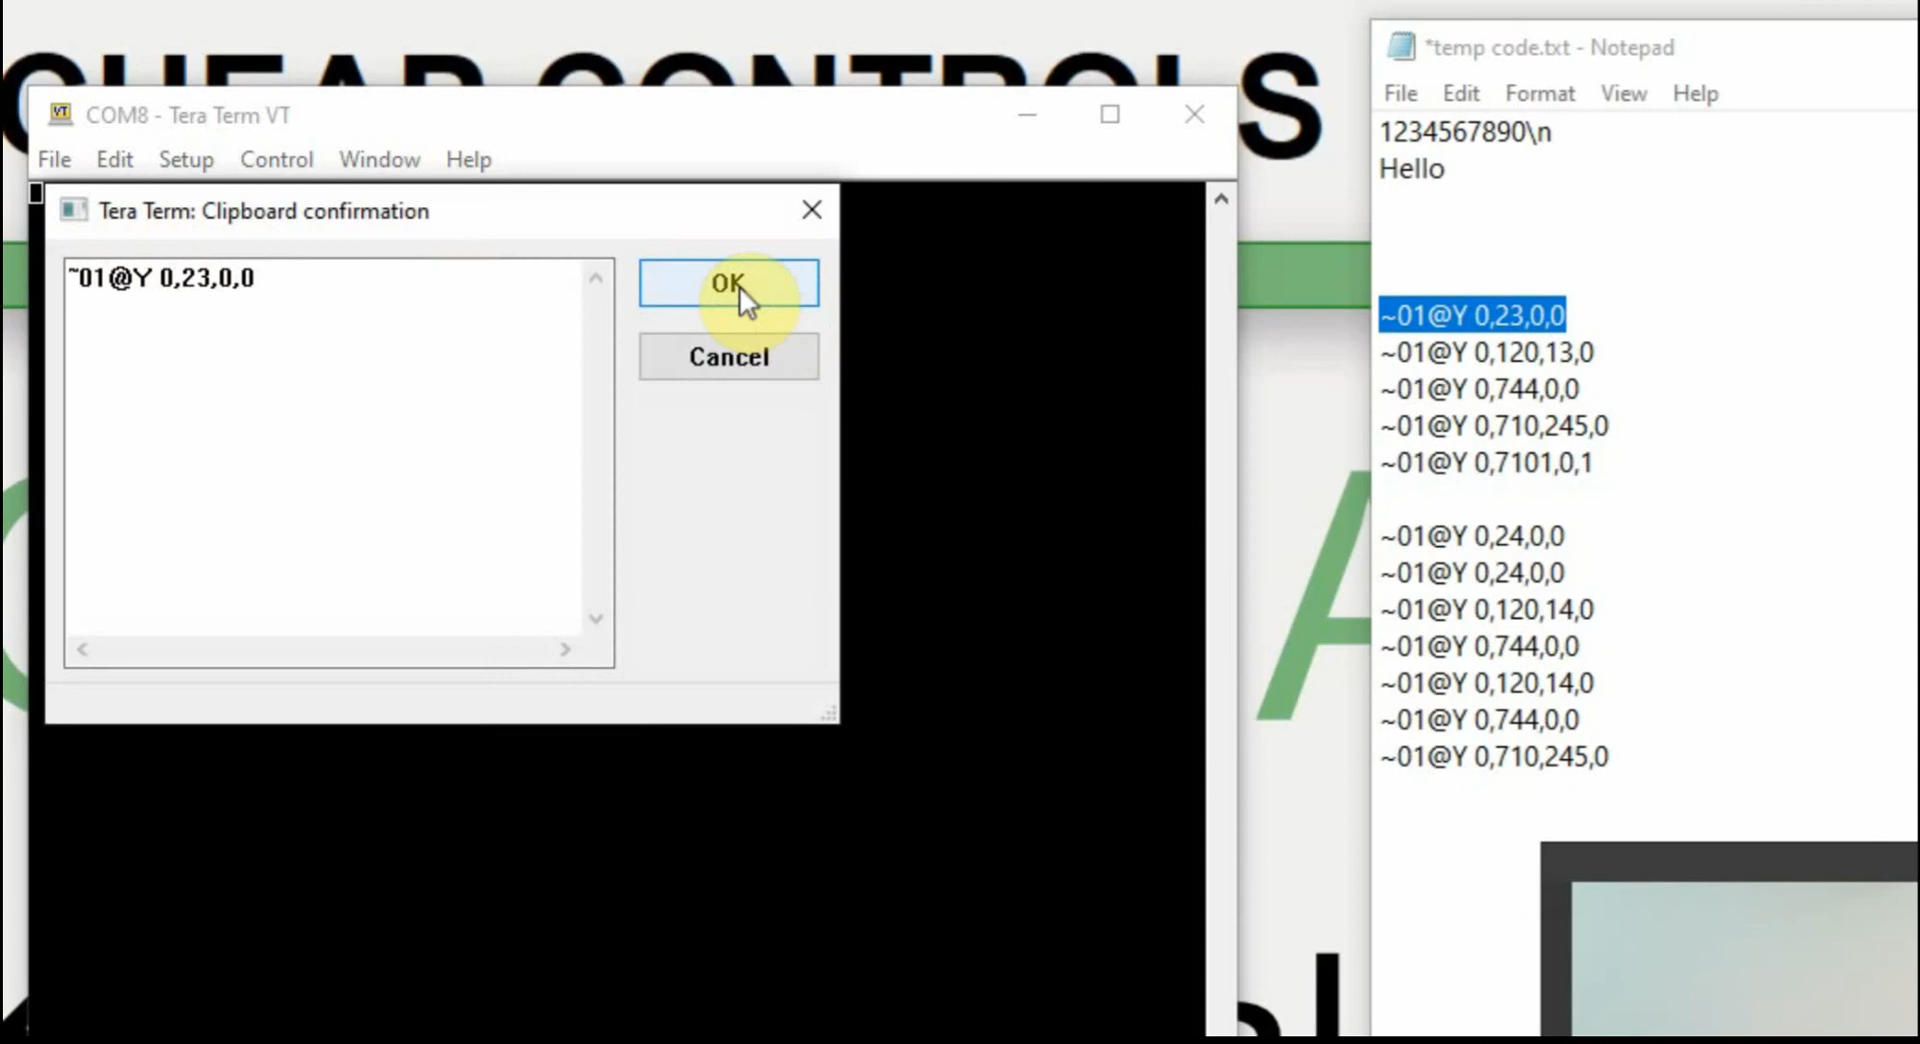 CHEAP CONTROLS
COM8 - Tera Term VT
File Edit Setup Control Window Help
Tera Term: Clipboard confirmation
~01@Y 0,23,0,0
OK
Cancel
*temp code.txt - Notepad
File Edit Format View Help
1234567890\n
Hello
~01@Y 0,23,0,0
~01@Y 0,120,13,0
~01@Y 0,744,0,0
~01@Y 0,710,245,0
~01@Y 0,7101,0,1
~01@Y 0,24,0,0
~01@Y 0,24,0,0
~01@Y 0,120,14,0
~01@Y 0,744,0,0
~01@Y 0,120,14,0
~01@Y 0,744,0,0
~01@Y 0,710,245,0